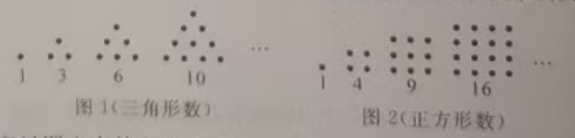 1 3 6 10 …
图1(三角形数)
1 4 9 16 …
图2(正方形数)